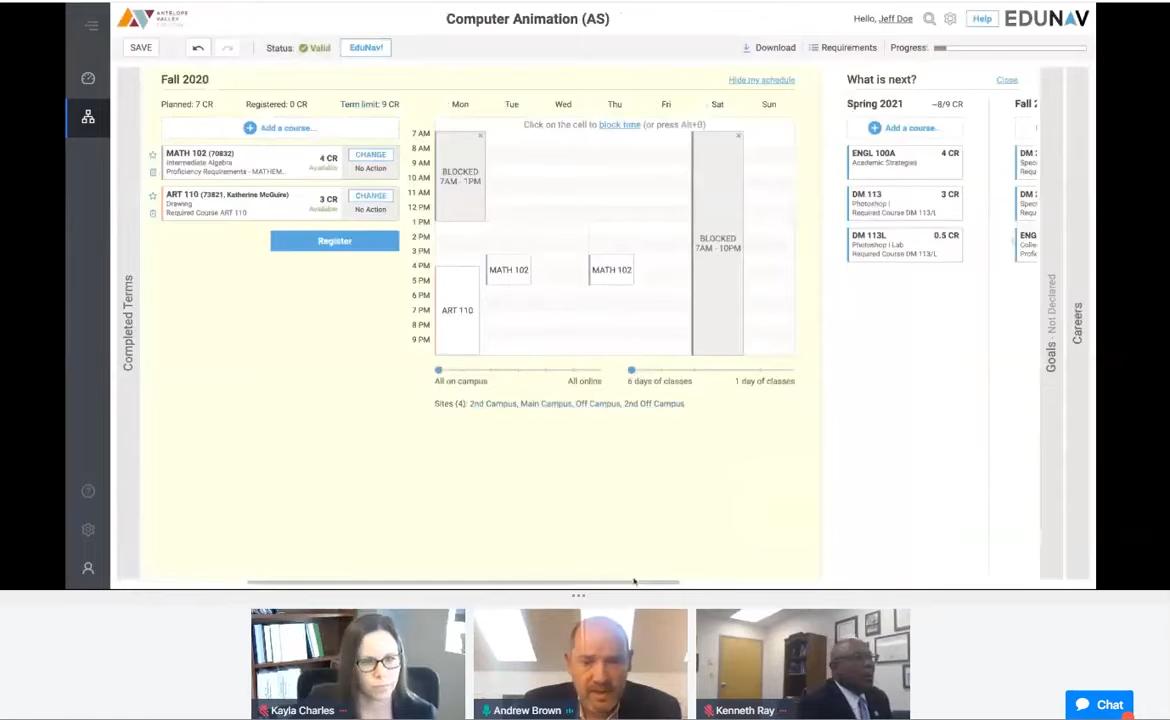 ANTELOPE
VALLEY
Computer Animation (AS)
Hello, Jeff Doe
Help
EDUNAV
SAVE
Status: Valid
EduNav!
Download
Requirements
Progress:
Fall 2020
Hide my schedule
Planned: 7 CR
Registered: 0 CR
Term limit: 9 CR
Mon Tue Wed Thu Fri Sat Sun
Add a course...
Click on the cell to block time (or press Alt+B)
MATH 102 (70832)
Intermediate Algebra
Proficiency Requirements - MATHEM..
4 CR
Available
CHANGE
No Action
ART 110 (73821, Katherine McGuire)
Drawing
Required Course ART 110
3 CR
Available
CHANGE
No Action
Register
7 AM
8 AM
9 AM
10 AM
11 AM
12 PM
1 PM
2 PM
3 PM
4 PM
5 PM
6 PM
7 PM
8 PM
9 PM
BLOCKED
7AM - 1PM
ART 110
MATH 102
MATH 102
BLOCKED
7AM - 10PM
All on campus
All online
6 days of classes
1 day of classes
Sites (4): 2nd Campus, Main Campus, Off Campus, 2nd Off Campus
Completed Terms
What is next?
Close
Spring 2021
~8/9 CR
Add a course..
ENGL 100A
4 CR
Academic Strategies
DM 113
3 CR
Photoshop I
Required Course DM 113/L
DM 113L
0.5 CR
Photoshop I Lab
Required Course DM 113/L
Fall
DM
Speci
Requ
DM
Speci
Requ
ENG
Colle
Profic
Goals - Not Declared
Careers
Kayla Charles
Andrew Brown
Kenneth Ray
Chat